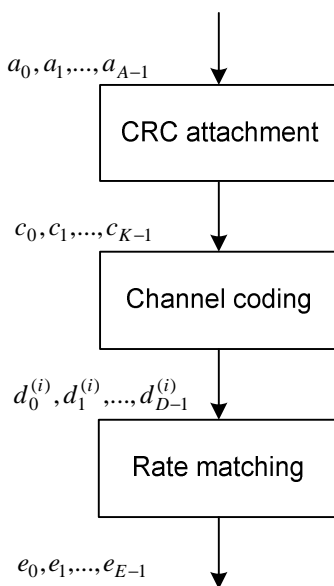 a_0, a_1,..., a_{A-1}
CRC attachment
c_0, c_1,..., c_{K-1}
Channel coding
d_0^{(i)}, d_1^{(i)},..., d_{D-1}^{(i)}
Rate matching
e_0, e_1,..., e_{E-1}